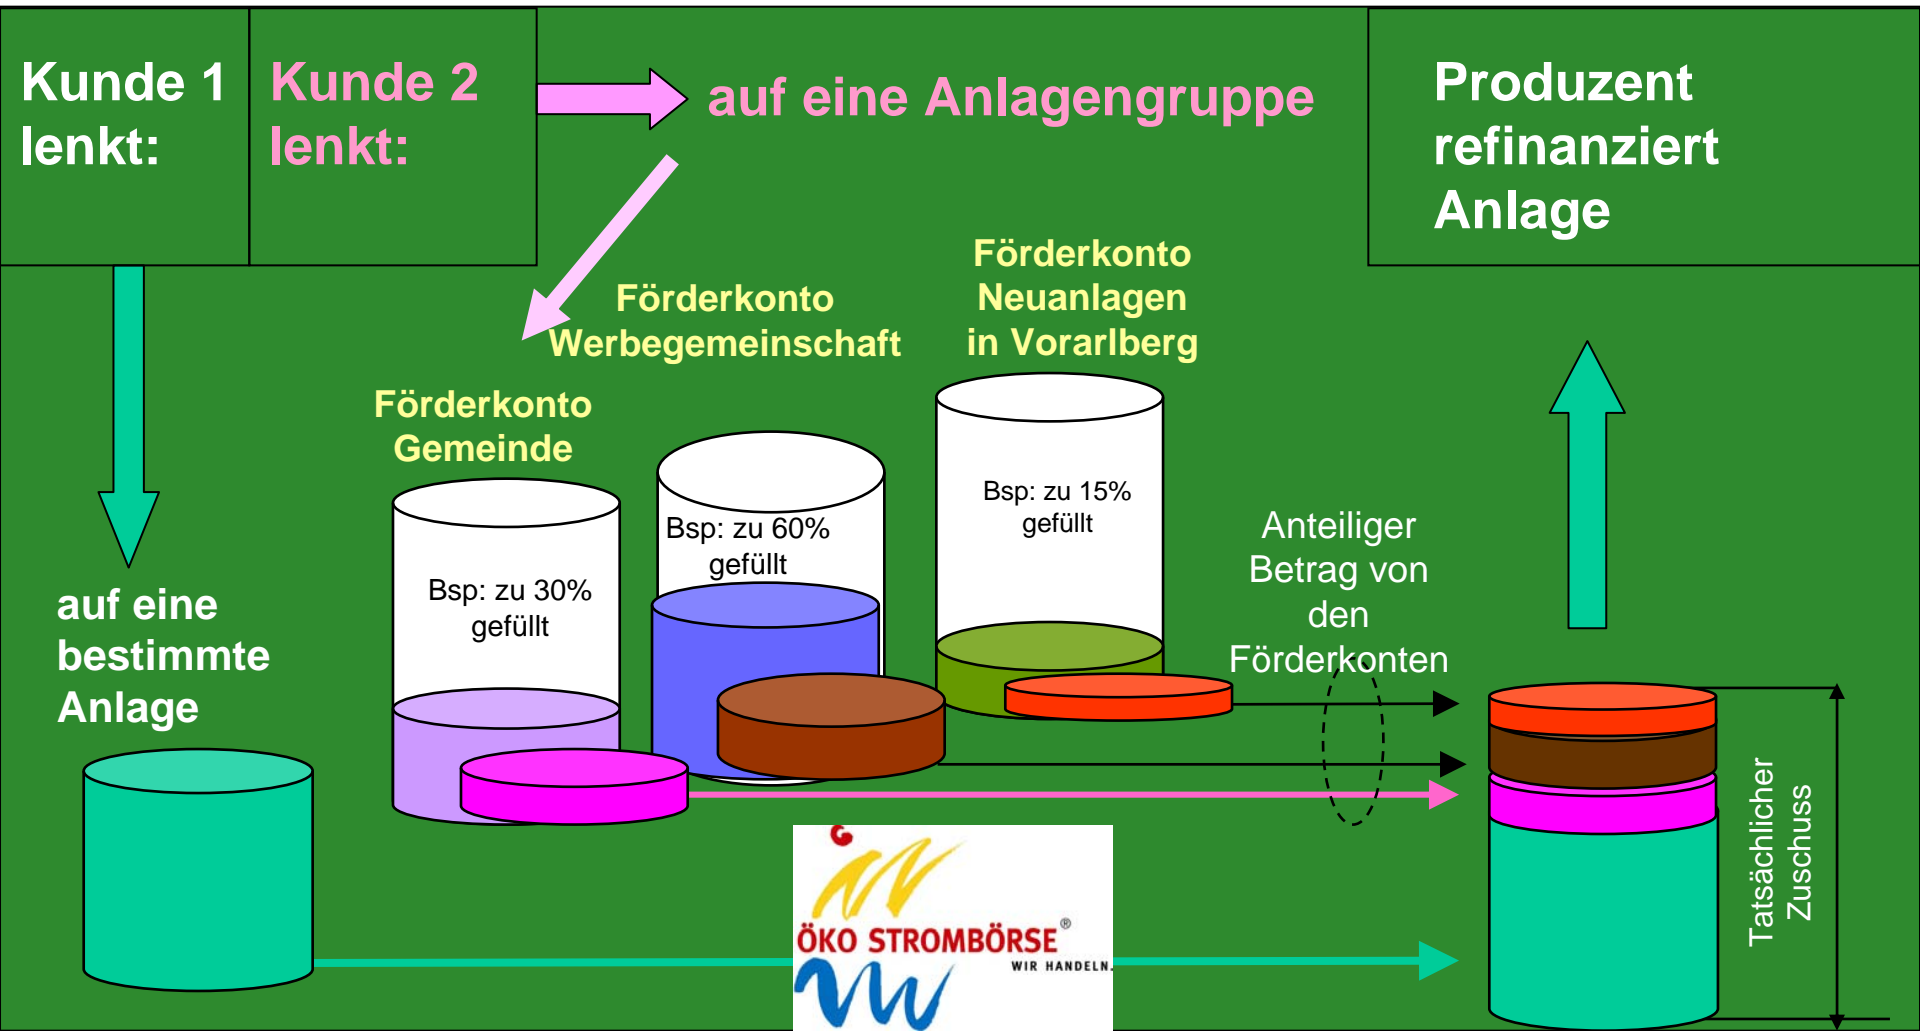 Kunde 1
lenkt:
Kunde 2
lenkt:
auf eine Anlagengruppe
Produzent
refinanziert
Anlage
Förderkonto
Neuanlagen
in Vorarlberg
Förderkonto
Werbegemeinschaft
Förderkonto
Gemeinde
Bsp: zu 15%
gefüllt
Bsp: zu 60%
gefüllt
Bsp: zu 30%
gefüllt
Anteiliger
Betrag von
den
Förderkonten
auf eine
bestimmte
Anlage
Tatsächlicher
Zuschuss
ÖKO STROMBÖRSE®
WIR HANDELN.